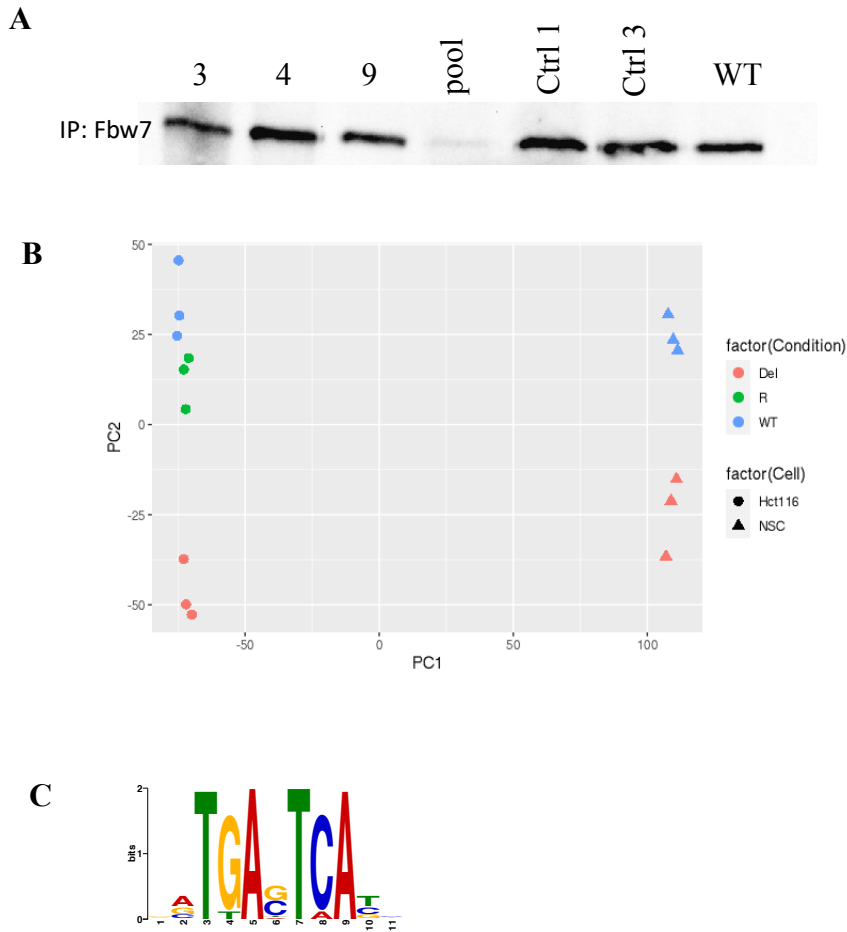 A
3 4 9 pool Ctrl 1 Ctrl 3 WT
IP: Fbw7
B
50
25
0
-25
-50
PC2
-50 0 50 100
PC1
factor(Condition)
Del
R
WT
factor(Cell)
Hct116
NSC
C
2
1
0
bits
A G C T G T A G C T C A A T C G
1 2 3 4 5 6 7 8 9 10 11